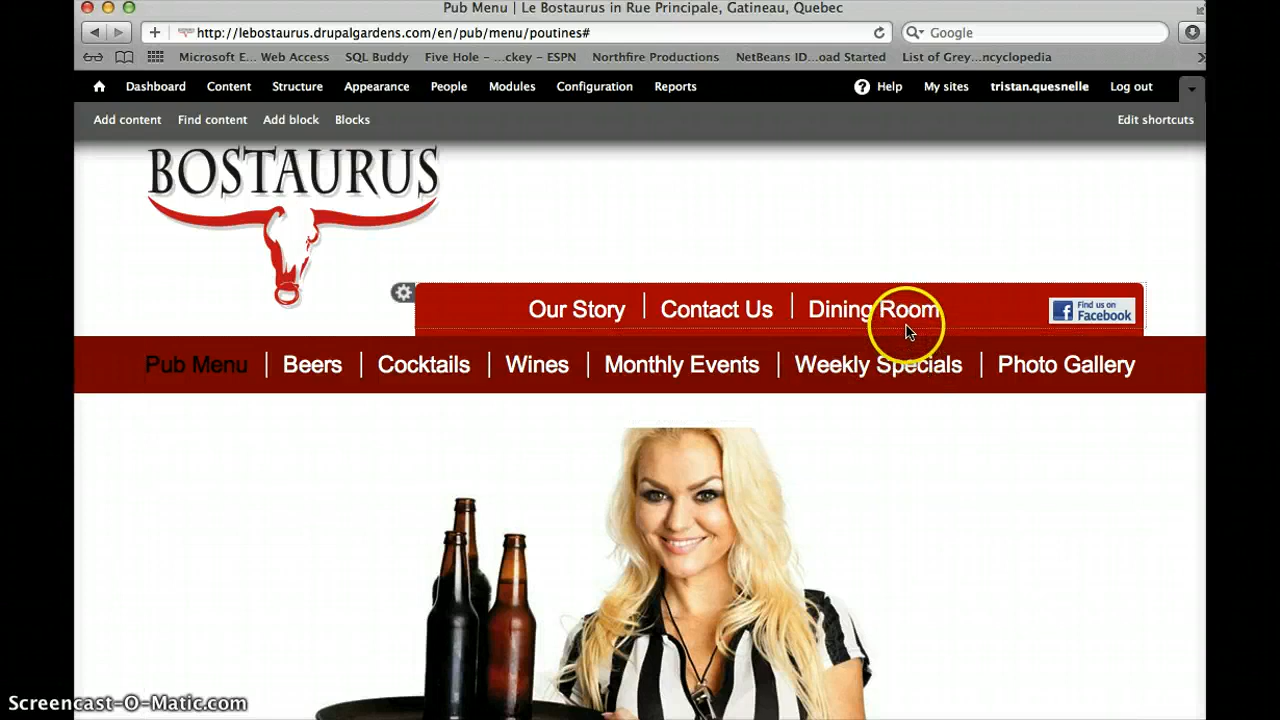 Pub Menu | Le Bostaurus in Rue Principale, Gatineau, Quebec
http://lebostaurus.drupalgardens.com/en/pub/menu/poutines#
Google
Microsoft E... Web Access SQL Buddy Five Hole – ...ckey – ESPN Northfire Productions NetBeans ID...oad Started List of Grey...ncyclopedia
Dashboard Content Structure Appearance People Modules Configuration Reports ? Help My sites tristan.quesnelle Log out
Add content Find content Add block Blocks Edit shortcuts
BOSTAURUS
Our Story Contact Us Dining Room
f Find us on
Facebook
Pub Menu Beers Cocktails Wines Monthly Events Weekly Specials Photo Gallery
Screencast-O-Matic.com